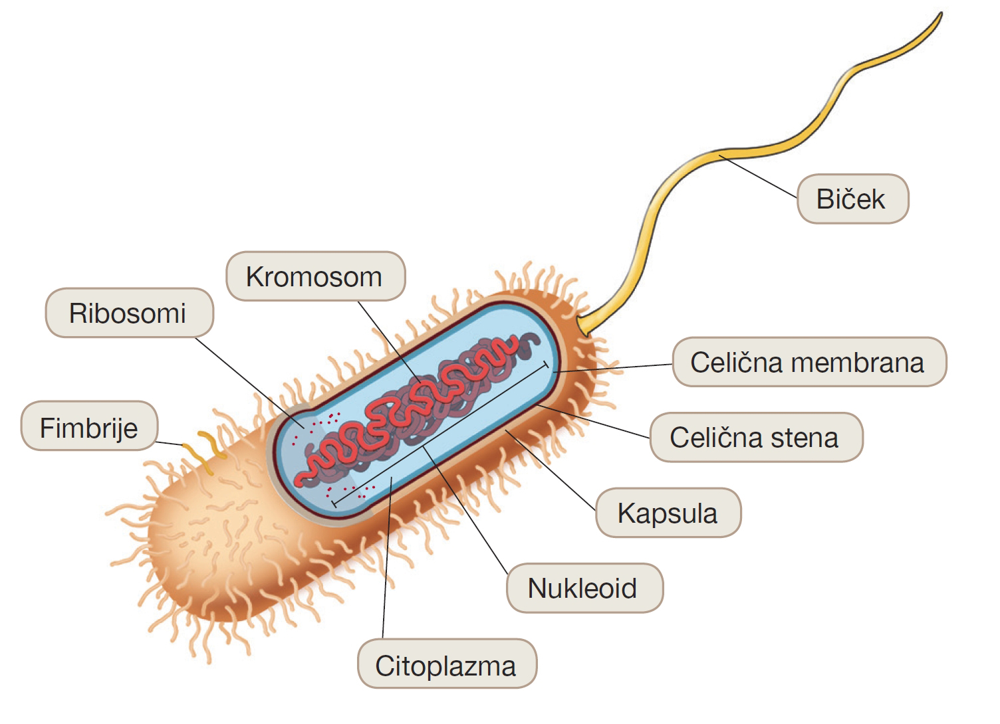 Biček
Kromosom
Ribosomi
Celična membrana
Fimbrije
Celična stena
Kapsula
Nukleoid
Citoplazma